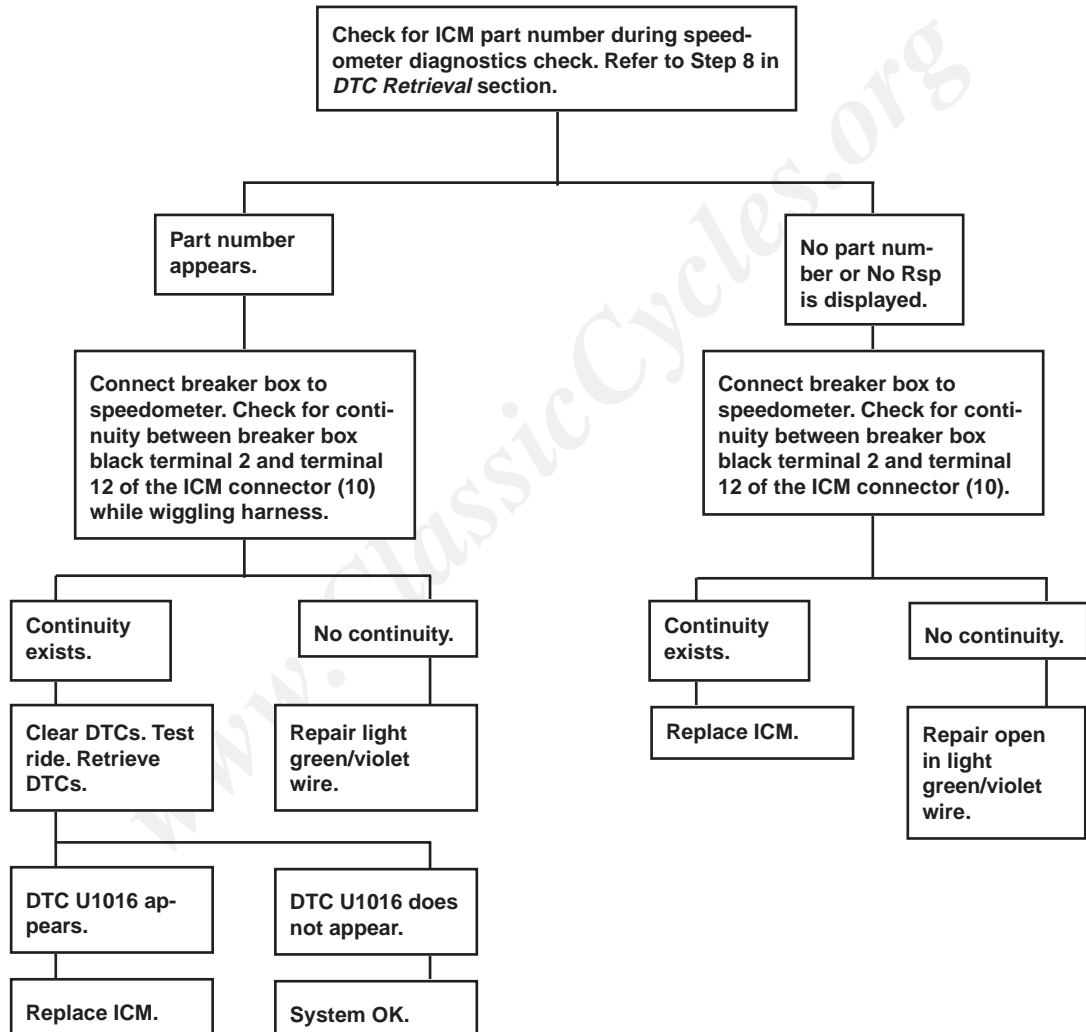 Check for ICM part number during speed-
ometer diagnostics check. Refer to Step 8 in
DTC Retrieval section.
Part number
appears.
No part num-
ber or No Rsp
is displayed.
Connect breaker box to
speedometer. Check for conti-
nuity between breaker box
black terminal 2 and terminal
12 of the ICM connector (10)
while wiggling harness.
Connect breaker box to
speedometer. Check for conti-
nuity between breaker box
black terminal 2 and terminal
12 of the ICM connector (10).
Continuity
exists.
No continuity.
Continuity
exists.
No continuity.
Clear DTCs. Test
ride. Retrieve
DTCs.
Repair light
green/violet
wire.
Replace ICM.
Repair open
in light
green/violet
wire.
DTC U1016 ap-
pears.
DTC U1016 does
not appear.
Replace ICM.
System OK.
www.ClassicCycles.org